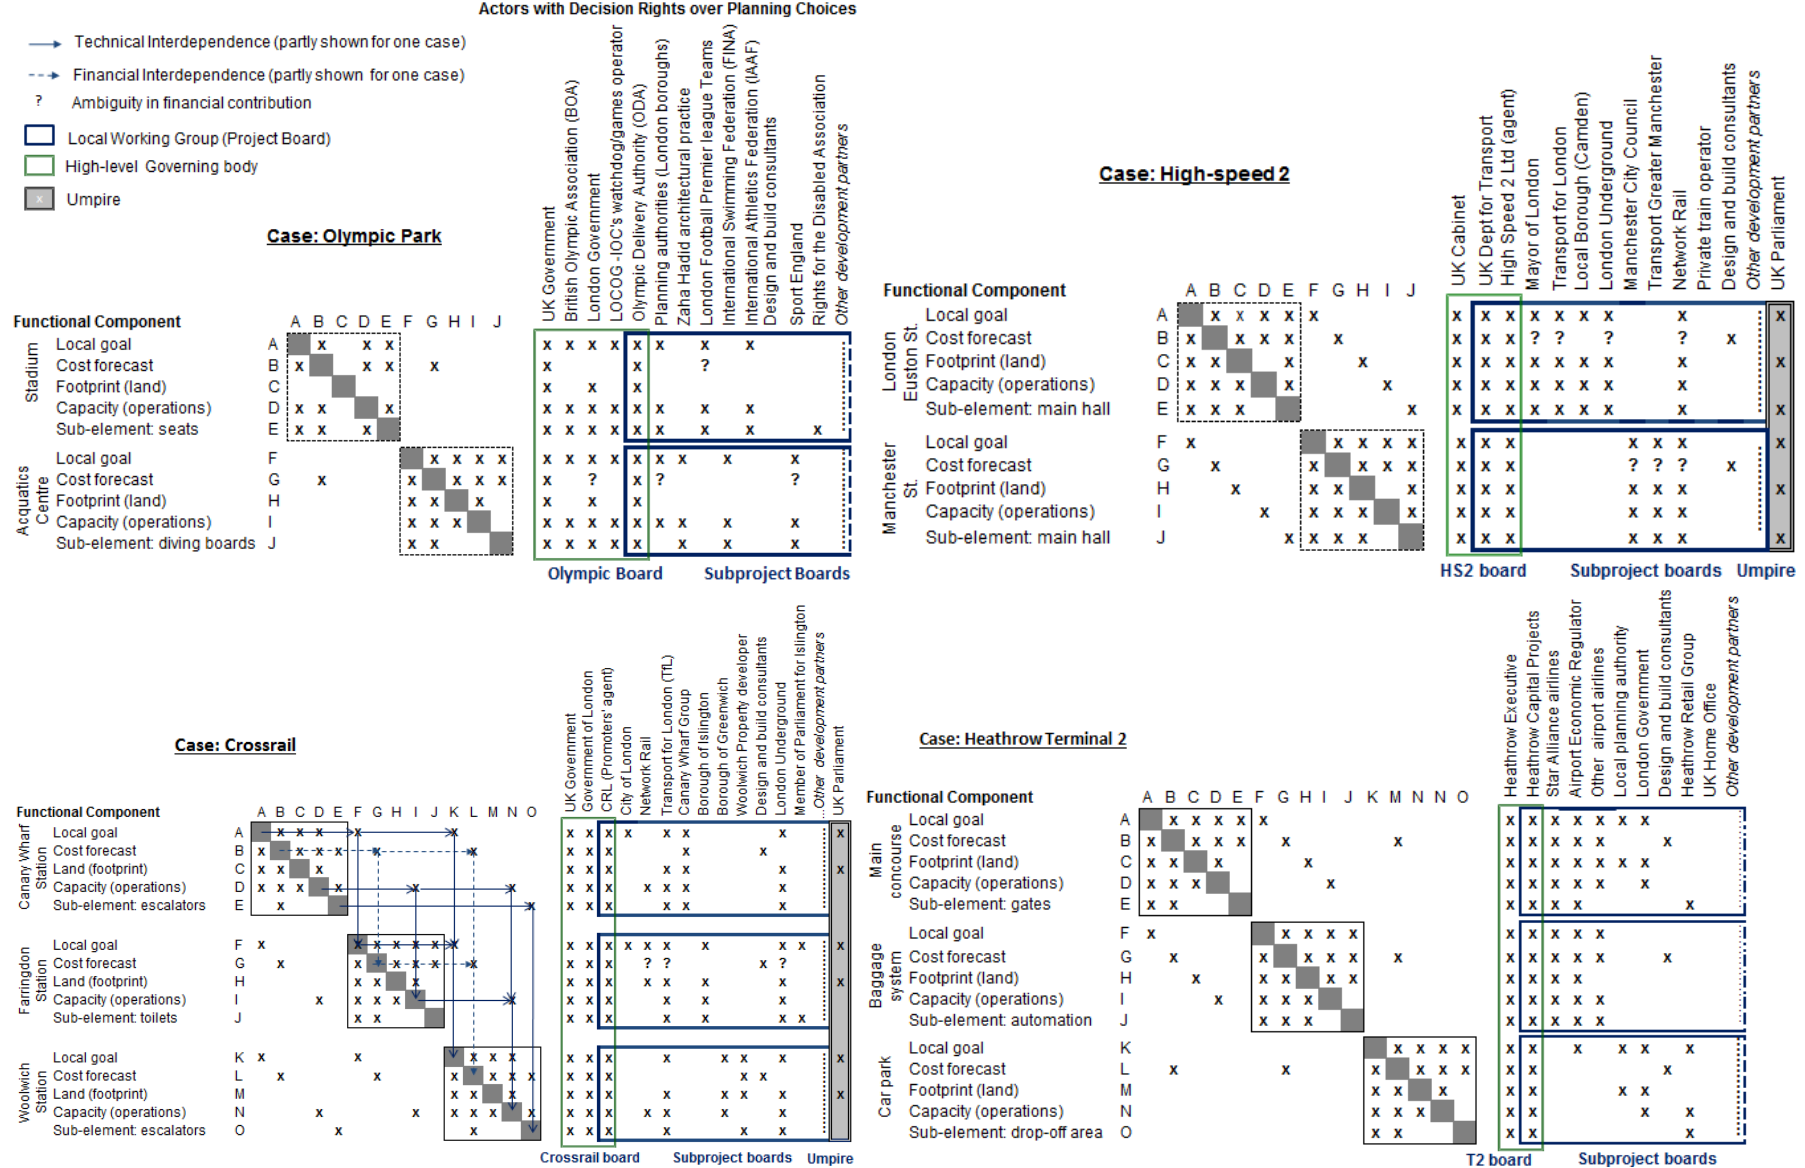 Actors with Decision Rights over Planning Choices
Technical Interdependence (partly shown for one case)
Financial Interdependence (partly shown for one case)
? Ambiguity in financial contribution
Local Working Group (Project Board)
High-level Governing body
x Umpire
Case: Olympic Park
UK Government
British Olympic Association (BOA)
London Government
LOCOG -IOC's watchdog/games operator
Olympic Delivery Authority (ODA)
Planning authorities (London boroughs)
Zaha Hadid architectural practice
London Football Premier league Teams
International Swimming Federation (FINA)
International Athletics Federation (IAAF)
Design and build consultants
Sport England
Rights for the Disabled Association
Other development partners
Functional Component
A B C D E F G H I J
Stadium
Local goal A x x x x x x x x x x x
Cost forecast B x x x x x x ?
Footprint (land) C x x x
Capacity (operations) D x x x x x x x x x x x
Sub-element: seats E x x x x x x x x x x x x
Acquatics Centre
Local goal F x x x x x x x x x x x x x
Cost forecast G x x x x x x ? x ? ?
Footprint (land) H x x x x x x
Capacity (operations) I x x x x x x x x x x x x
Sub-element: diving boards J x x x x x x x x x x
Olympic Board Subproject Boards
Case: High-speed 2
UK Cabinet
UK Dept for Transport
High Speed 2 Ltd (agent)
Mayor of London
Transport for London
Local Borough (Camden)
London Underground
Manchester City Council
Transport Greater Manchester
Network Rail
Private train operator
Design and build consultants
Other development partners
UK Parliament
Functional Component
A B C D E F G H I J
London Euston St.
Local goal A x x x x x x x x x x x x x x
Cost forecast B x x x x x x x x ? ? ? ? x
Footprint (land) C x x x x x x x x x x x x x x
Capacity (operations) D x x x x x x x x x x x x x
Sub-element: main hall E x x x x x x x x x x x x x
Manchester St.
Local goal F x x x x x x x x x x x x
Cost forecast G x x x x x x x x ? ? ? x
Footprint (land) H x x x x x x x x x x x
Capacity (operations) I x x x x x x x x x x x
Sub-element: main hall J x x x x x x x x x x x
HS2 board Subproject boards Umpire
Case: Crossrail
UK Government
Government of London
CRL (Promoters' agent)
City of London
Network Rail
Transport for London (TfL)
Canary Wharf Group
Borough of Islington
Borough of Greenwich
Woolwich Property developer
Design and build consultants
London Underground
Member of Parliament for Islington
...Other development partners
UK Parliament
Functional Component
A B C D E F G H I J K L M N O
Canary Wharf Station
Local goal A x x x x x x x x x x x x x
Cost forecast B x x x x x x x x x x x
Land (footprint) C x x x x x x x x x x
Capacity (operations) D x x x x x x x x x x x x x
Sub-element: escalators E x x x x x x x
Farringdon Station
Local goal F x x x x x x x x x x x x x x x x x
Cost forecast G x x x x x x x x x ? ? x ?
Land (footprint) H x x x x x x x x x x x
Capacity (operations) I x x x x x x x x x x x
Sub-element: toilets J x x x x x x x x x
Woolwich Station
Local goal K x x x x x x x x x x x x x
Cost forecast L x x x x x x x x x x x
Land (footprint) M x x x x x x x x x x x
Capacity (operations) N x x x x x x x x x x x x x
Sub-element: escalators O x x x x x x x x
Crossrail board Subproject boards Umpire
Case: Heathrow Terminal 2
Heathrow Executive
Heathrow Capital Projects
Star Alliance airlines
Airport Economic Regulator
Other airport airlines
Local planning authority
London Government
Design and build consultants
Heathrow Retail Group
UK Home Office
Other development partners
Functional Component
A B C D E F G H I J K M N N O
Main concourse
Local goal A x x x x x x x x x x x x
Cost forecast B x x x x x x x x x x x x
Footprint (land) C x x x x x x x x x x x
Capacity (operations) D x x x x x x x x x x
Sub-element: gates E x x x x x x x
Baggage system
Local goal F x x x x x x x x x x
Cost forecast G x x x x x x x x x x x x
Footprint (land) H x x x x x x x x x
Capacity (operations) I x x x x x x x x x
Sub-element: automation J x x x x x x x x
Car park
Local goal K x x x x x x x x x x
Cost forecast L x x x x x x x x x
Footprint (land) M x x x x x x x
Capacity (operations) N x x x x x x x
Sub-element: drop-off area O x x x x x
T2 board Subproject boards